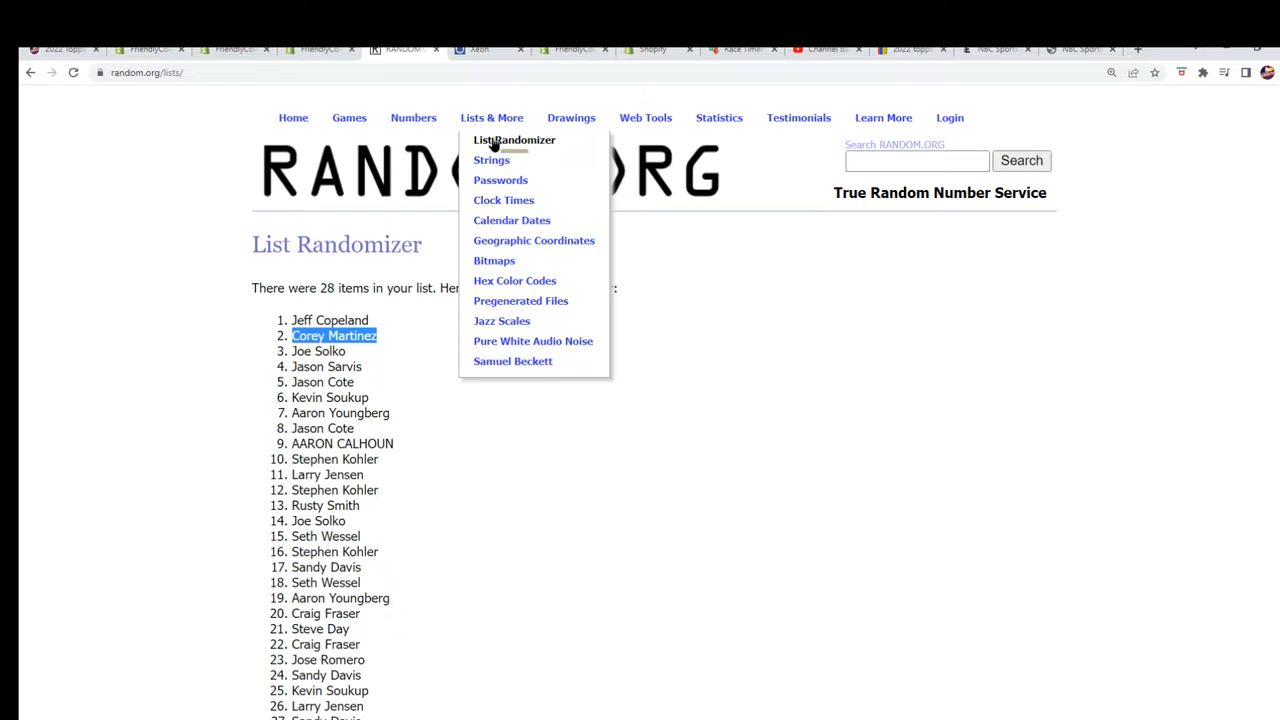 2022 Topps
FriendlyCo
FriendlyCo
FriendlyCo
RANDOM
Xeon
FriendlyCo
Shopify
Race Timer
Channel da
2022 topps
NBC Sports
NBC Sports
random.org/lists/
Home Games Numbers Lists & More Drawings Web Tools Statistics Testimonials Learn More Login
List Randomizer
Strings
Passwords
Clock Times
Calendar Dates
Geographic Coordinates
Bitmaps
Hex Color Codes
Pregenerated Files
Jazz Scales
Pure White Audio Noise
Samuel Beckett
Search RANDOM.ORG
Search
True Random Number Service
List Randomizer
There were 28 items in your list.
1. Jeff Copeland
2. Corey Martinez
3. Joe Solko
4. Jason Sarvis
5. Jason Cote
6. Kevin Soukup
7. Aaron Youngberg
8. Jason Cote
9. AARON CALHOUN
10. Stephen Kohler
11. Larry Jensen
12. Stephen Kohler
13. Rusty Smith
14. Joe Solko
15. Seth Wessel
16. Stephen Kohler
17. Sandy Davis
18. Seth Wessel
19. Aaron Youngberg
20. Craig Fraser
21. Steve Day
22. Craig Fraser
23. Jose Romero
24. Sandy Davis
25. Kevin Soukup
26. Larry Jensen
27. Sandy Davis